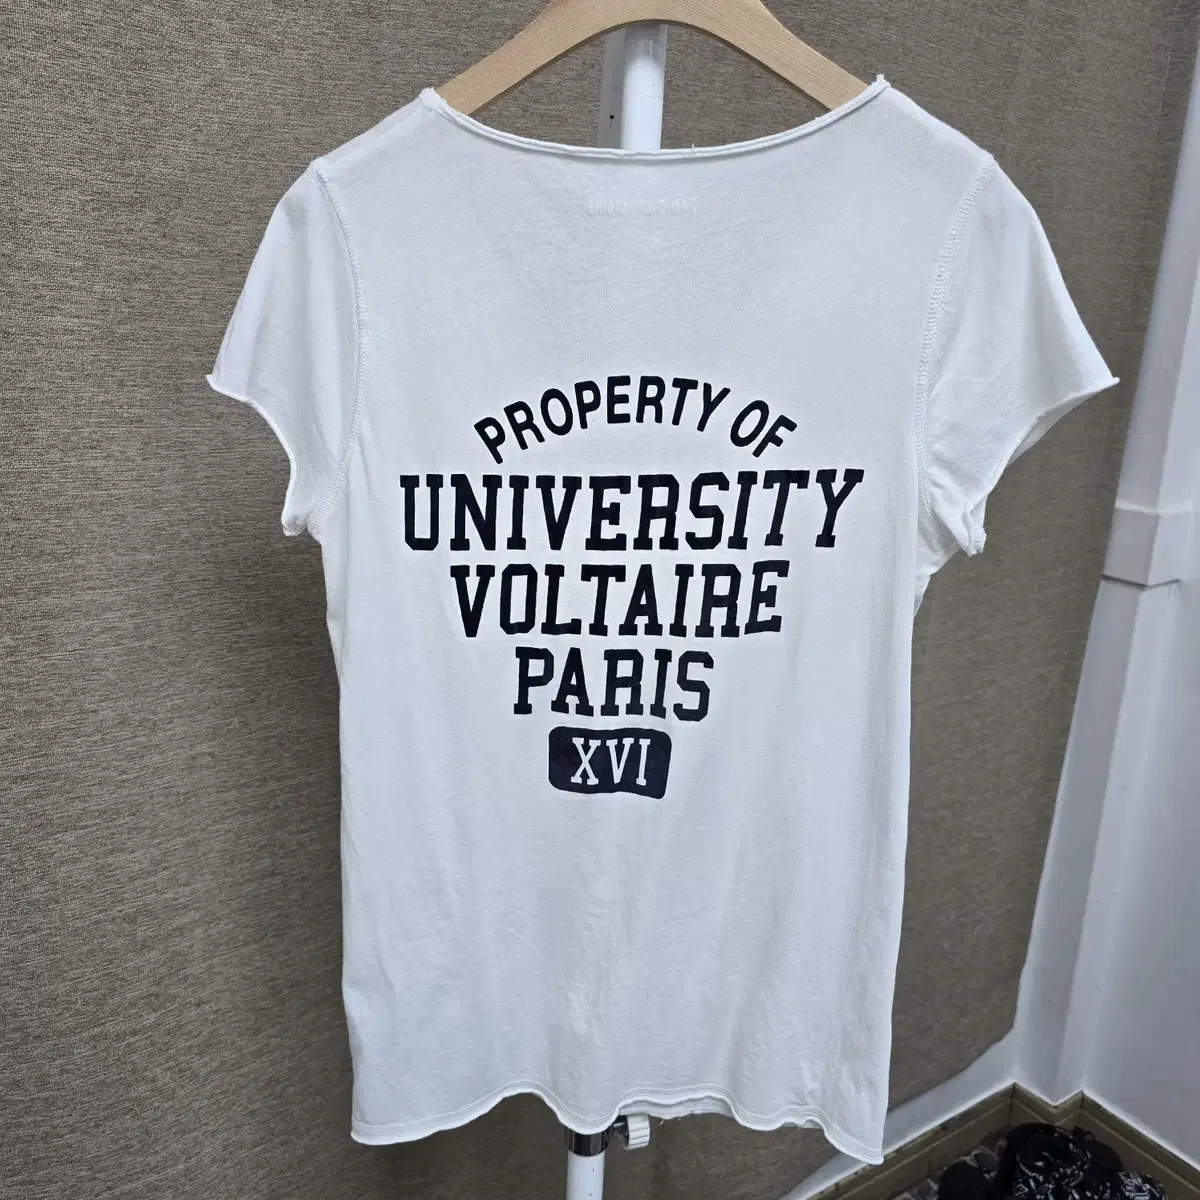 PROPERTY OF
UNIVERSITY
VOLTAIRE
PARIS
XVI